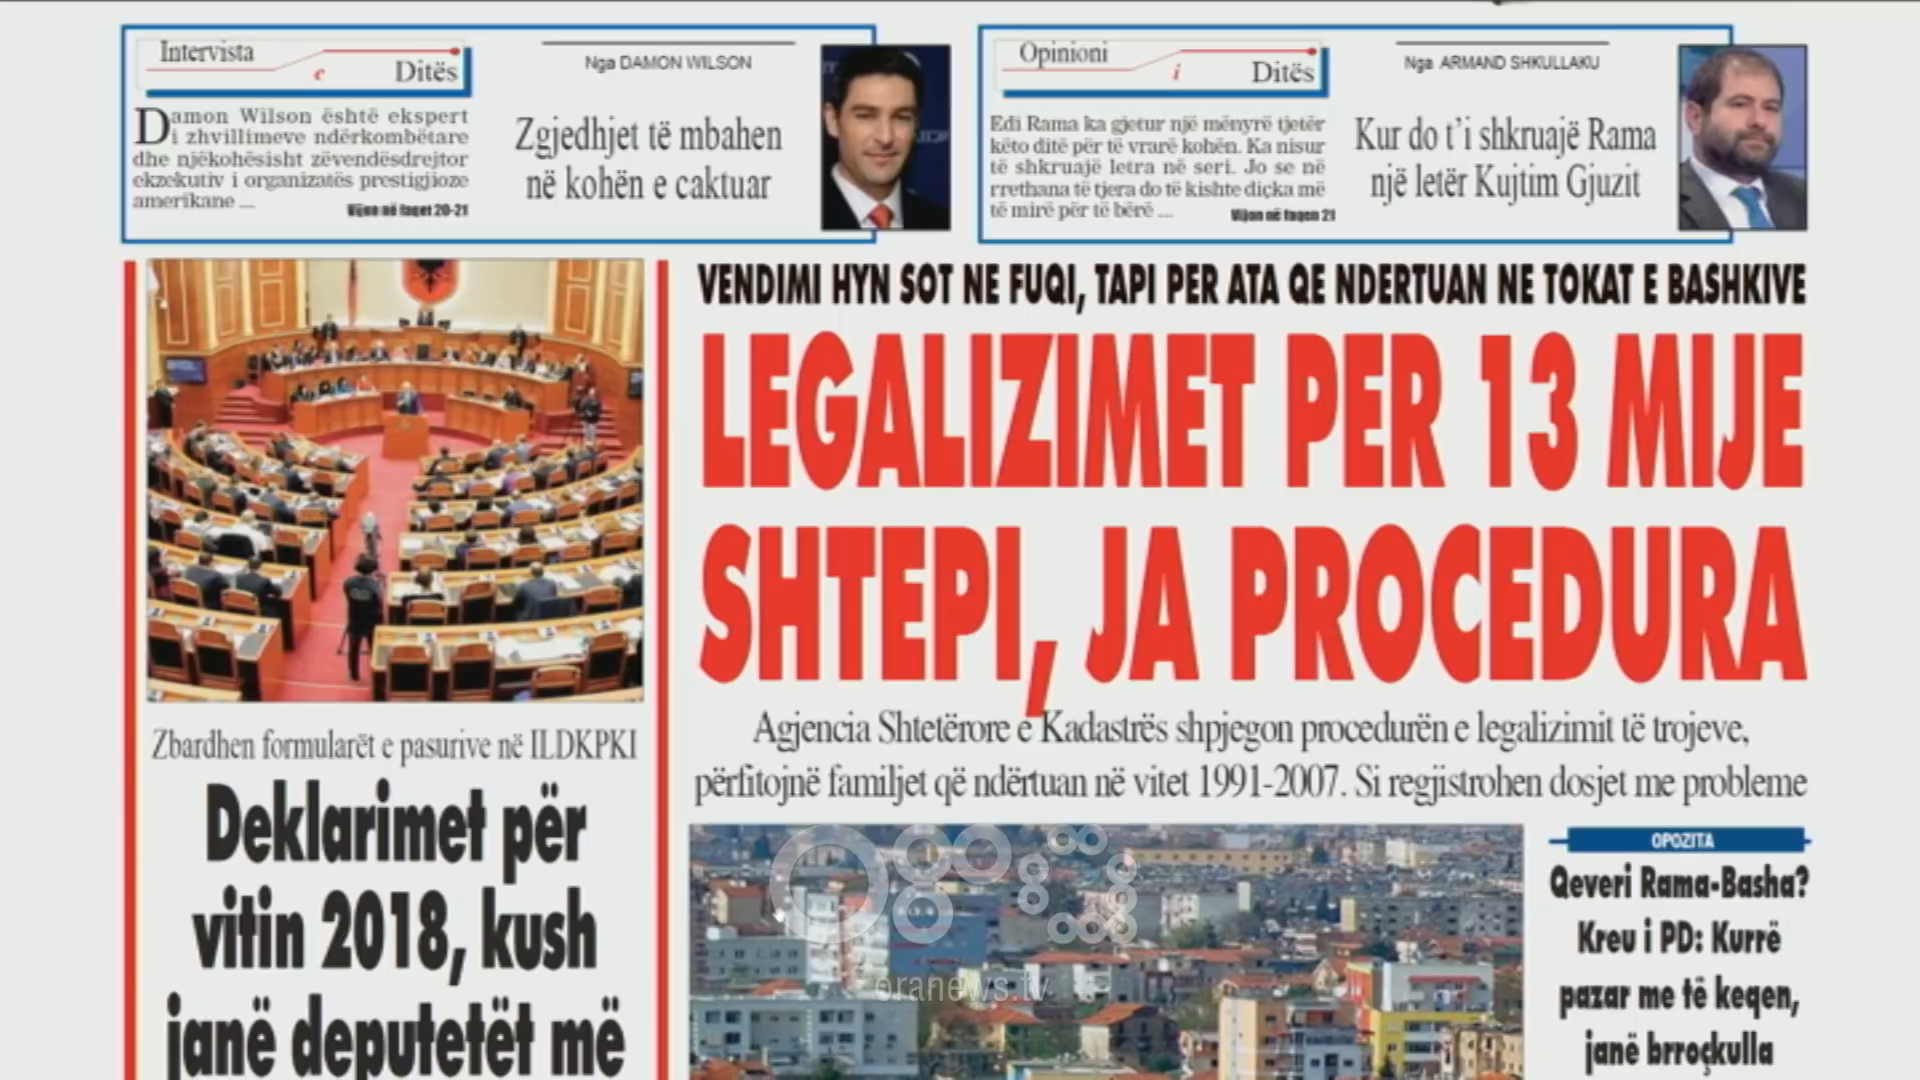 Intervista
e
Ditës
Damon Wilson është ekspert
i zhvillimeve ndërkombëtare
dhe njëkohësisht zëvendësdrejtor
ekzekutiv i organizatës prestigjioze
amerikane ...
Vijon në faqet 20-21
Nga DAMON WILSON
Zgjedhjet të mbahen
në kohën e caktuar
Opinioni
i
Ditës
Edi Rama ka gjetur një mënyrë tjetër
këto ditë për të vrarë kohën. Ka nisur
të shkruajë letra në seri. Jo se në
rrethana të tjera do të kishte diçka më
të mirë për të bërë ...
Vijon në faqen 21
Nga ARMAND SHKULLAKU
Kur do t'i shkruajë Rama
një letër Kujtim Gjuzit
VENDIMI HYN SOT NE FUQI, TAPI PER ATA QE NDERTUAN NE TOKAT E BASHKIVE
LEGALIZIMET PER 13 MIJE
SHTEPI, JA PROCEDURA
Agjencia Shtetërore e Kadastrës shpjegon procedurën e legalizimit të trojeve,
përfitojnë familjet që ndërtuan në vitet 1991-2007. Si regjistrohen dosjet me probleme
Zbardhen formularët e pasurive në ILDKPKI
Deklarimet për
vitin 2018, kush
janë deputetët më
oranews.tv
OPOZITA
Qeveri Rama-Basha?
Kreu i PD: Kurrë
pazar me të keqen,
janë brroçkulla